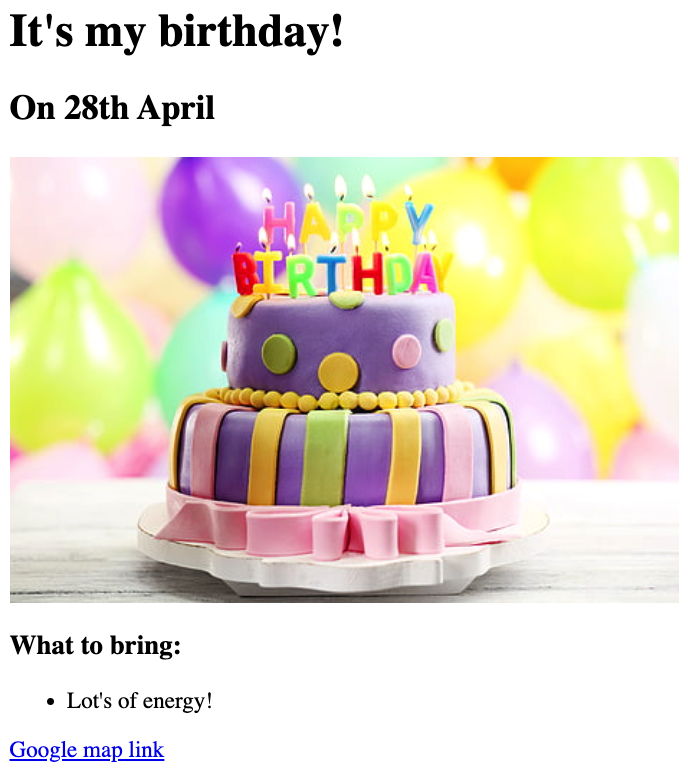 It's my birthday!
On 28th April
HAPPY
BIRTHDAY
What to bring:
Lot's of energy!
Google map link